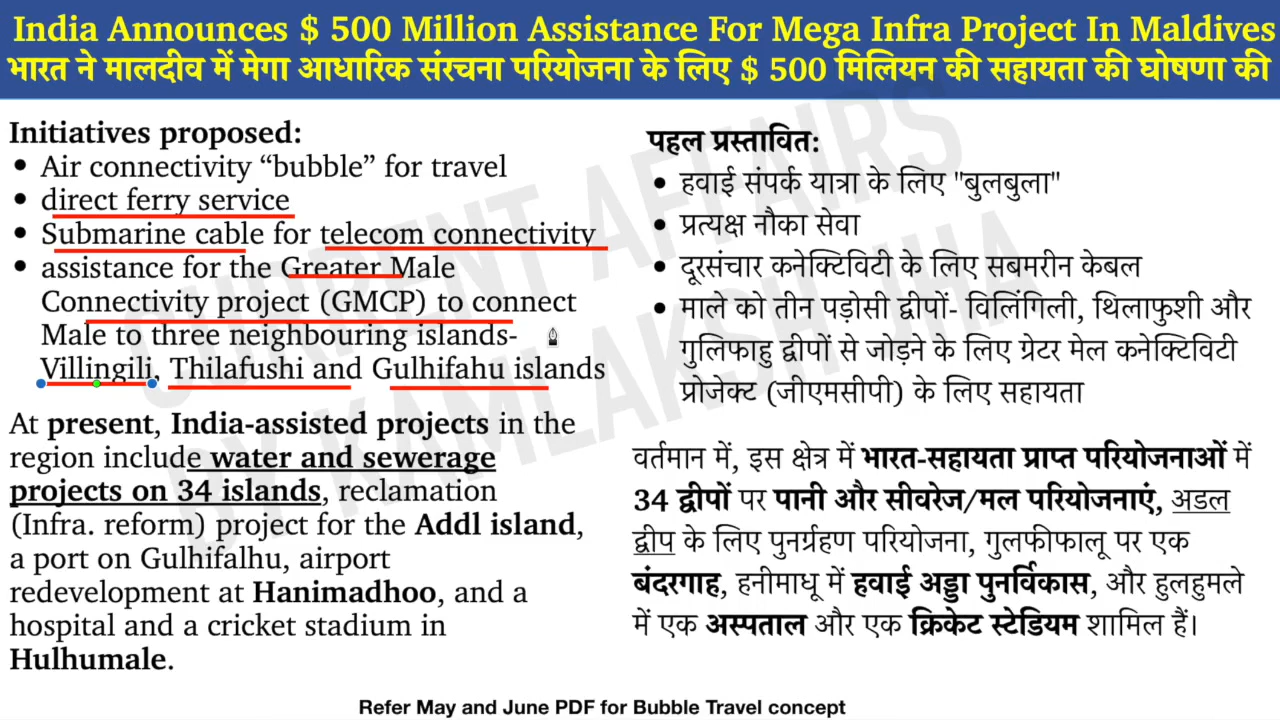 India Announces $ 500 Million Assistance For Mega Infra Project In Maldives
भारत ने मालदीव में मेगा आधारिक संरचना परियोजना के लिए $ 500 मिलियन की सहायता की घोषणा की
Initiatives proposed:
• Air connectivity “bubble” for travel
• direct ferry service
• Submarine cable for telecom connectivity
• assistance for the Greater Male
Connectivity project (GMCP) to connect
Male to three neighbouring islands-
Villingili, Thilafushi and Gulhifahu islands
At present, India-assisted projects in the
region include water and sewerage
projects on 34 islands, reclamation
(Infra. reform) project for the Addl island,
a port on Gulhifalhu, airport
redevelopment at Hanimadhoo, and a
hospital and a cricket stadium in
Hulhumale.
पहल प्रस्तावित:
• हवाई संपर्क यात्रा के लिए "बुलबुला"
• प्रत्यक्ष नौका सेवा
• दूरसंचार कनेक्टिविटी के लिए सबमरीन केबल
• माले को तीन पड़ोसी द्वीपों- विलिंगिली, थिलाफुशी और
गुलिफाहु द्वीपों से जोड़ने के लिए ग्रेटर मेल कनेक्टिविटी
प्रोजेक्ट (जीएमसीपी) के लिए सहायता
वर्तमान में, इस क्षेत्र में भारत-सहायता प्राप्त परियोजनाओं में
34 द्वीपों पर पानी और सीवरेज/मल परियोजनाएं, अडल
द्वीप के लिए पुनर्ग्रहण परियोजना, गुलफीफालू पर एक
बंदरगाह, हनीमाधू में हवाई अड्डा पुनर्विकास, और हुलहुमले
में एक अस्पताल और एक क्रिकेट स्टेडियम शामिल हैं।
Refer May and June PDF for Bubble Travel concept
CURRENT AFFAIRS
BY KAMLAKSH JHA